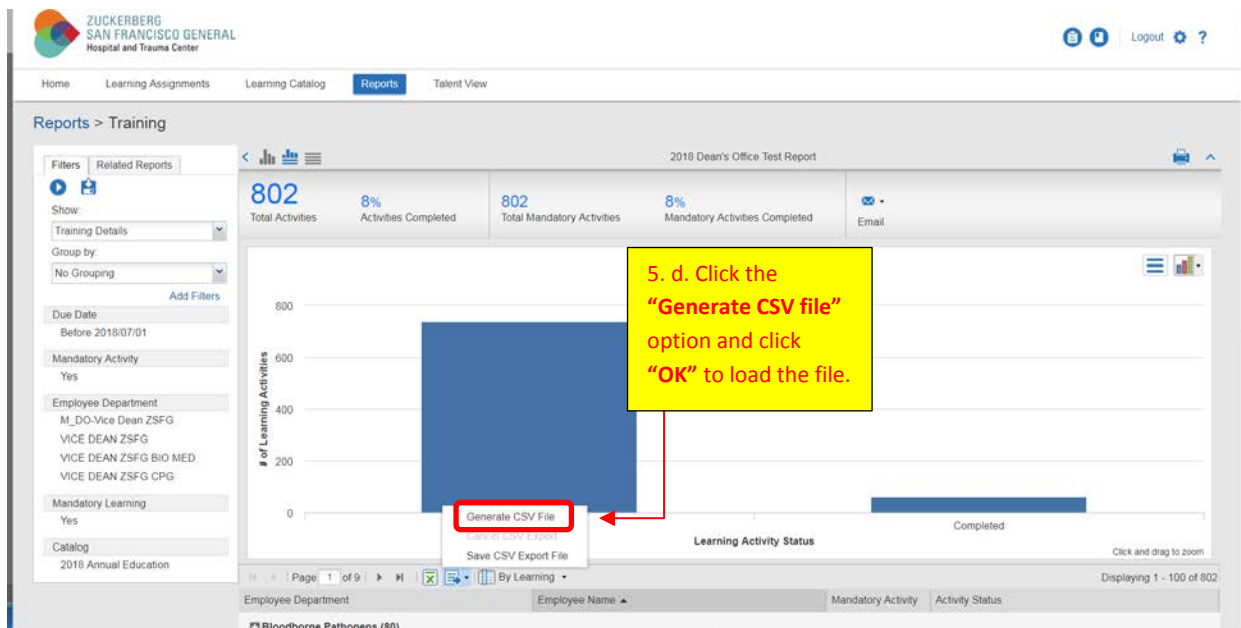 ZUCKERBERG
SAN FRANCISCO GENERAL
Hospital and Trauma Center
Logout ?
Home Learning Assignments Learning Catalog Reports Talent View
Reports > Training
Filters Related Reports
2018 Dean's Office Test Report
Show:
Training Details
Group by:
No Grouping
Add Filters
Due Date
Before 2018/07/01
Mandatory Activity
Yes
Employee Department
M_DO-Vice Dean ZSFG
VICE DEAN ZSFG
VICE DEAN ZSFG BIO MED
VICE DEAN ZSFG CPG
Mandatory Learning
Yes
Catalog
2018 Annual Education
802
Total Activities
8%
Activities Completed
802
Total Mandatory Activities
8%
Mandatory Activities Completed
Email
5. d. Click the
“Generate CSV file”
option and click
“OK” to load the file.
# of Learning Activities
800
600
400
200
0
Completed
Learning Activity Status
Click and drag to zoom
Generate CSV File
Cancel CSV Export
Save CSV Export File
Page 1 of 9 By Learning
Displaying 1 - 100 of 802
Employee Department Employee Name Mandatory Activity Activity Status
Bloodborne Pathogens (80)